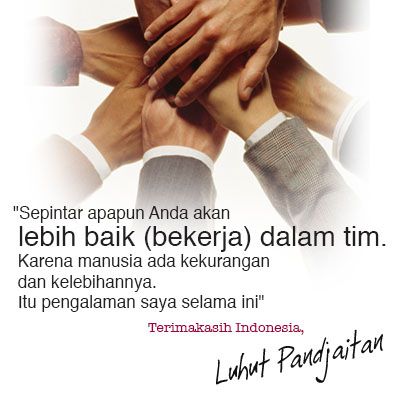 "Sepintar apapun Anda akan
lebih baik (bekerja) dalam tim.
Karena manusia ada kekurangan
dan kelebihannya.
Itu pengalaman saya selama ini"
Terimakasih Indonesia,
Luhut Pandjaitan